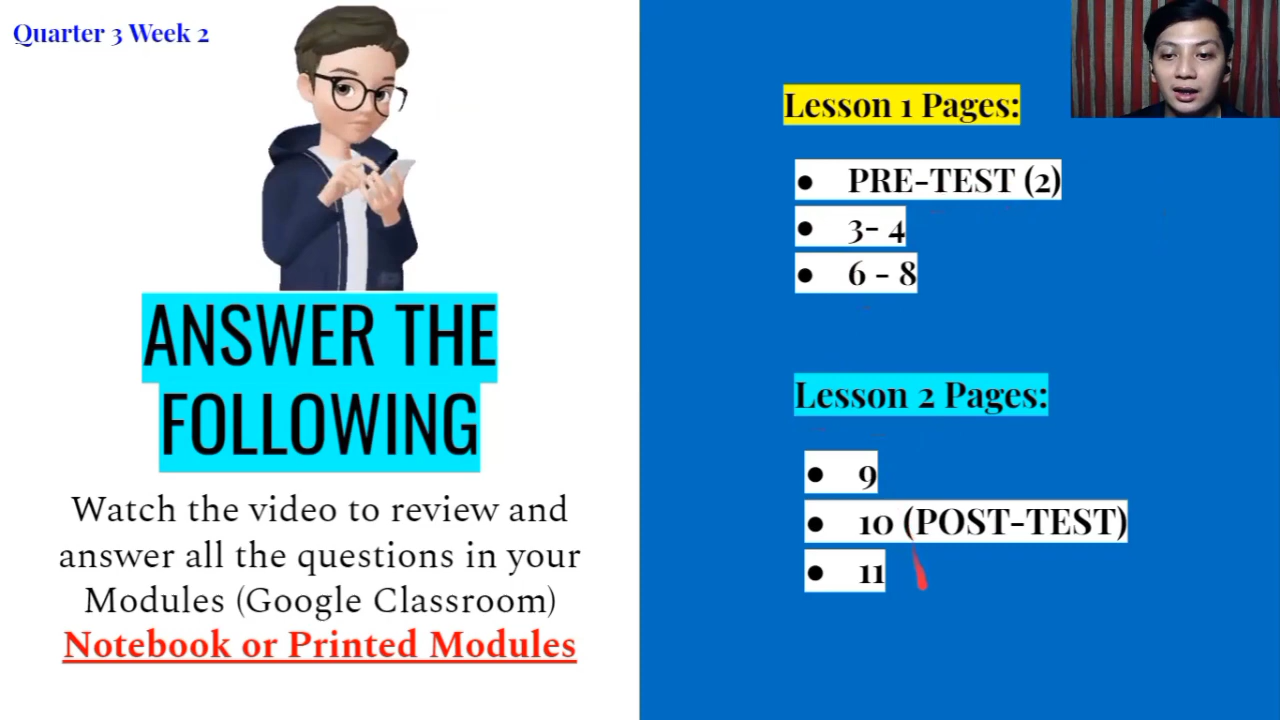 Quarter 3 Week 2
ANSWER THE
FOLLOWING
Watch the video to review and
answer all the questions in your
Modules (Google Classroom)
Notebook or Printed Modules
Lesson 1 Pages:
● PRE-TEST (2)
● 3- 4
● 6 - 8
Lesson 2 Pages:
● 9
● 10 (POST-TEST)
● 11